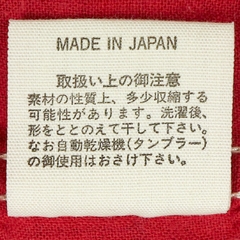 MADE IN JAPAN
取扱い上の御注意
素材の性質上、多少収縮する
可能性があります。洗濯後、
形をととのえて干して下さい。
なお自動乾燥機(タンブラー)
の御使用はおさけ下さい。